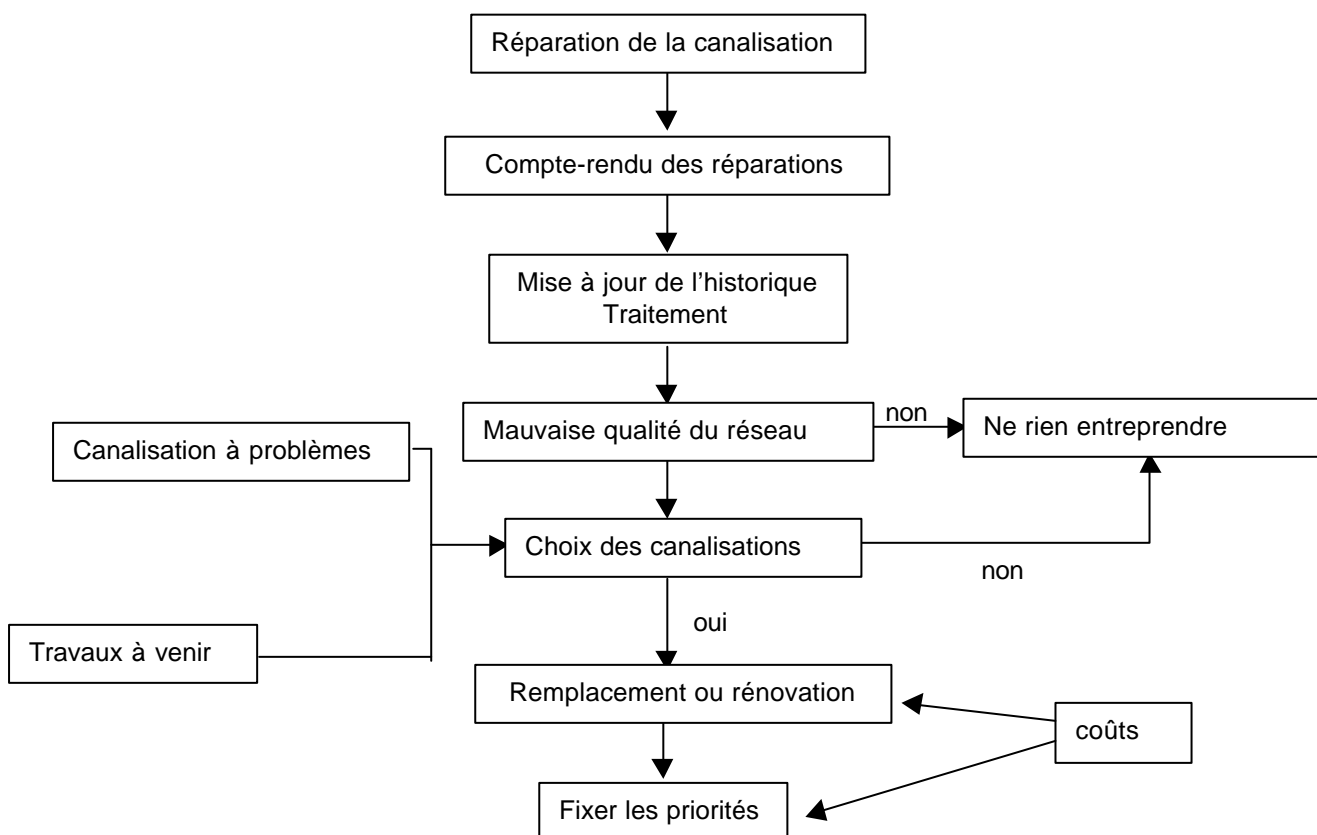 Réparation de la canalisation
Compte-rendu des réparations
Mise à jour de l’historique
Traitement
Mauvaise qualité du réseau
non
Ne rien entreprendre
Canalisation à problèmes
Choix des canalisations
non
oui
Travaux à venir
Remplacement ou rénovation
coûts
Fixer les priorités